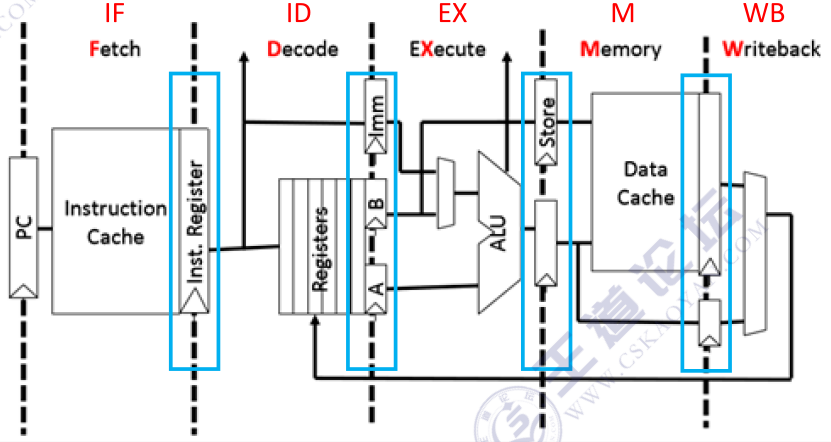 IF ID EX M WB
Fetch Decode EXecute Memory Writeback
PC
Instruction
Cache
Inst. Register
Registers
Imm
B
A
ALU
Store
Data
Cache
王道论坛
WWW.CSKAOYAN.COM